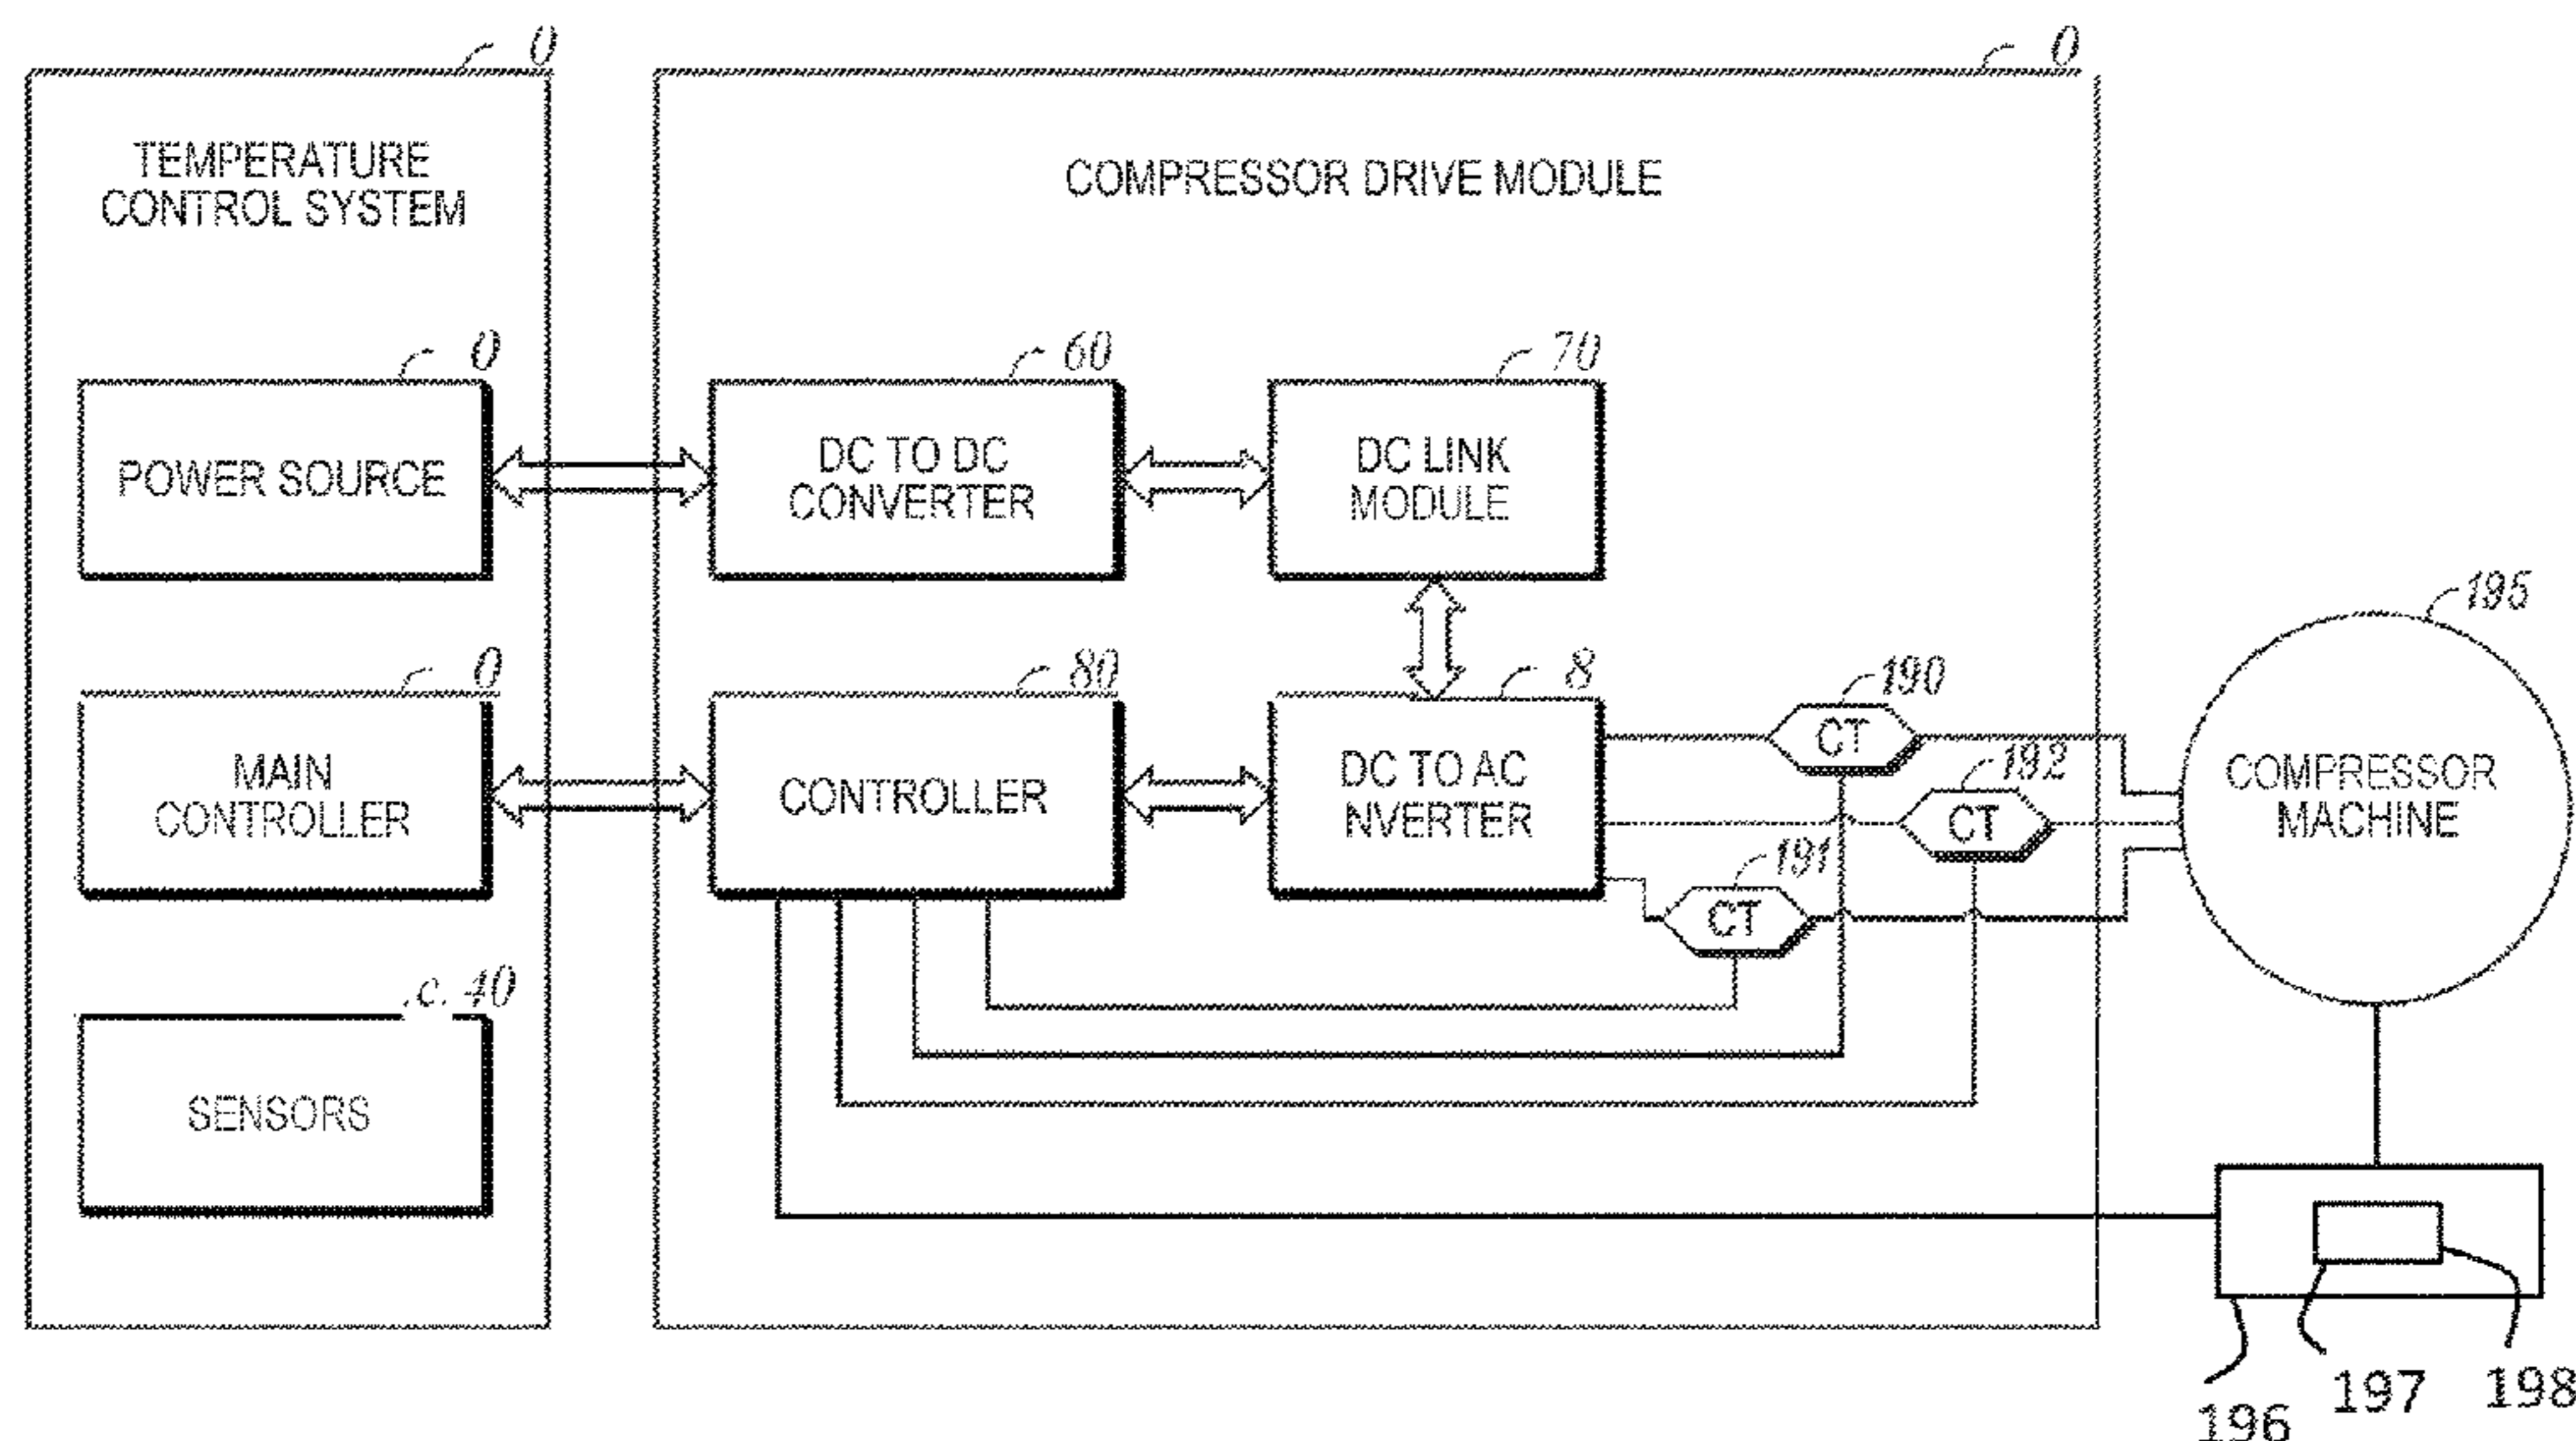 0
0
TEMPERATURE
CONTROL SYSTEM
COMPRESSOR DRIVE MODULE
0
60
70
POWER SOURCE
DC TO DC
CONVERTER
DC LINK
MODULE
195
0
80
8
190
MAIN
CONTROLLER
CONTROLLER
DC TO AC
NVERTER
CT
192
CT
191
CT
COMPRESSOR
MACHINE
.c. 40
SENSORS
196
197
198